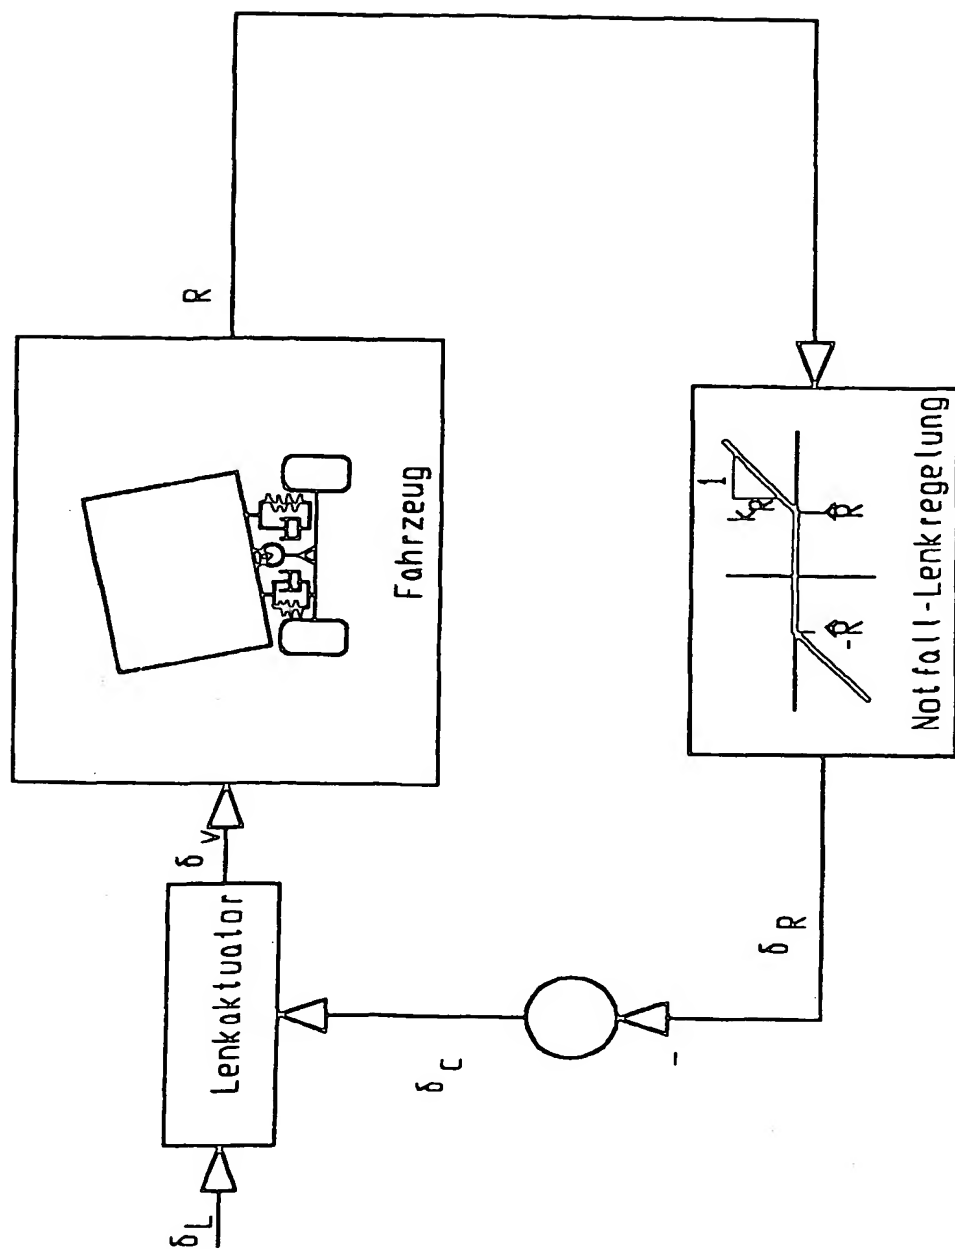 δL
Lenkaktuator
δv
Fahrzeug
R
δC
-
δR
Notfall-Lenkregelung
1
kR
-R̂
R̂